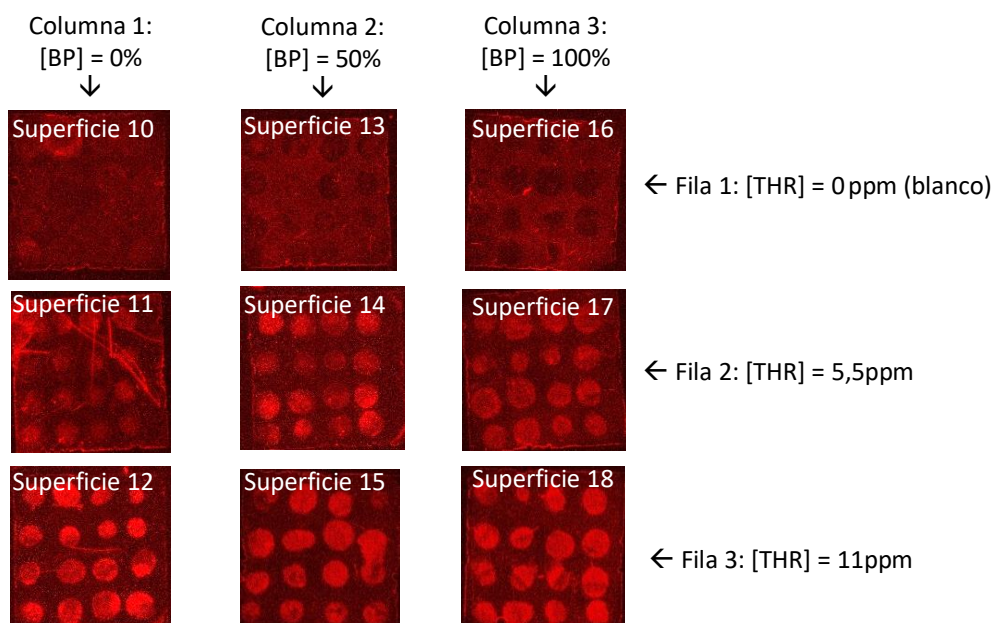 Columna 1:
[BP] = 0%
Columna 2:
[BP] = 50%
Columna 3:
[BP] = 100%
Superficie 10
Superficie 13
Superficie 16
← Fila 1: [THR] = 0 ppm (blanco)
Superficie 11
Superficie 14
Superficie 17
← Fila 2: [THR] = 5,5ppm
Superficie 12
Superficie 15
Superficie 18
← Fila 3: [THR] = 11ppm